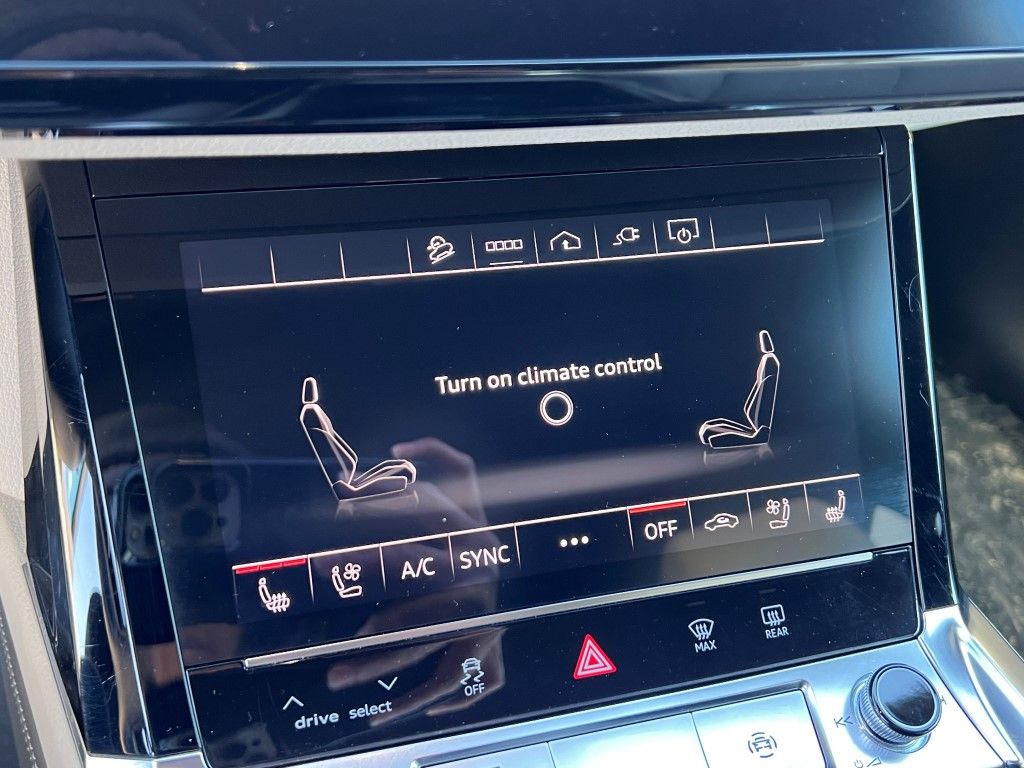 Turn on climate control
A/C
SYNC
OFF
drive select
OFF
MAX
REAR